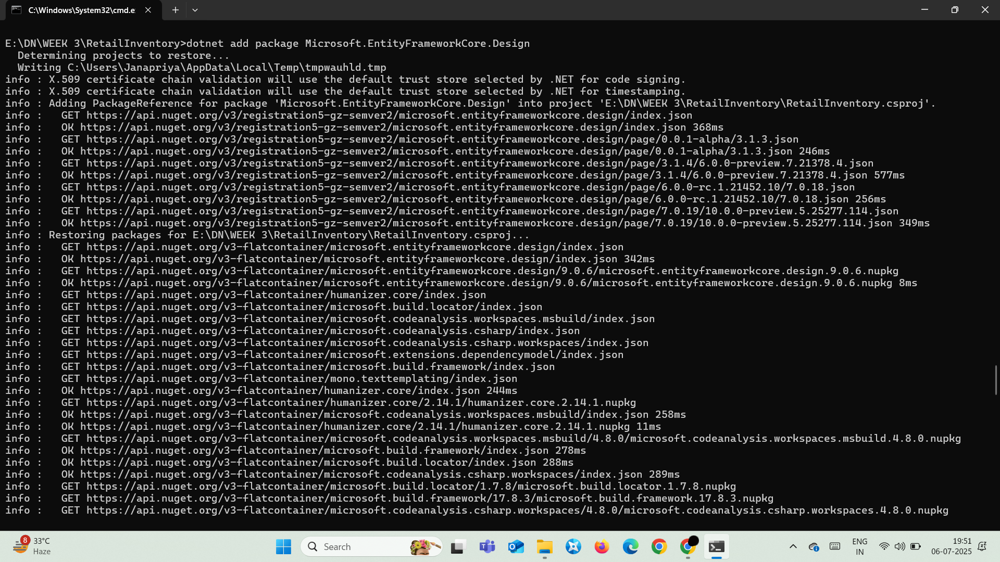 C:\Windows\System32\cmd.e
E:\DN\WEEK 3\RetailInventory>dotnet add package Microsoft.EntityFrameworkCore.Design
  Determining projects to restore...
  Writing C:\Users\Janapriya\AppData\Local\Temp\tmpwauhld.tmp
info : X.509 certificate chain validation will use the default trust store selected by .NET for code signing.
info : X.509 certificate chain validation will use the default trust store selected by .NET for timestamping.
info : Adding PackageReference for package 'Microsoft.EntityFrameworkCore.Design' into project 'E:\DN\WEEK 3\RetailInventory\RetailInventory.csproj'.
info :   GET https://api.nuget.org/v3/registration5-gz-semver2/microsoft.entityframeworkcore.design/index.json
info :   OK https://api.nuget.org/v3/registration5-gz-semver2/microsoft.entityframeworkcore.design/index.json 368ms
info :   GET https://api.nuget.org/v3/registration5-gz-semver2/microsoft.entityframeworkcore.design/page/0.0.1-alpha/3.1.3.json
info :   OK https://api.nuget.org/v3/registration5-gz-semver2/microsoft.entityframeworkcore.design/page/0.0.1-alpha/3.1.3.json 246ms
info :   GET https://api.nuget.org/v3/registration5-gz-semver2/microsoft.entityframeworkcore.design/page/3.1.4/6.0.0-preview.7.21378.4.json
info :   OK https://api.nuget.org/v3/registration5-gz-semver2/microsoft.entityframeworkcore.design/page/3.1.4/6.0.0-preview.7.21378.4.json 577ms
info :   GET https://api.nuget.org/v3/registration5-gz-semver2/microsoft.entityframeworkcore.design/page/6.0.0-rc.1.21452.10/7.0.18.json
info :   OK https://api.nuget.org/v3/registration5-gz-semver2/microsoft.entityframeworkcore.design/page/6.0.0-rc.1.21452.10/7.0.18.json 256ms
info :   GET https://api.nuget.org/v3/registration5-gz-semver2/microsoft.entityframeworkcore.design/page/7.0.19/10.0.0-preview.5.25277.114.json
info :   OK https://api.nuget.org/v3/registration5-gz-semver2/microsoft.entityframeworkcore.design/page/7.0.19/10.0.0-preview.5.25277.114.json 349ms
info : Restoring packages for E:\DN\WEEK 3\RetailInventory\RetailInventory.csproj...
info :   GET https://api.nuget.org/v3-flatcontainer/microsoft.entityframeworkcore.design/index.json
info :   OK https://api.nuget.org/v3-flatcontainer/microsoft.entityframeworkcore.design/index.json 342ms
info :   GET https://api.nuget.org/v3-flatcontainer/microsoft.entityframeworkcore.design/9.0.6/microsoft.entityframeworkcore.design.9.0.6.nupkg
info :   OK https://api.nuget.org/v3-flatcontainer/microsoft.entityframeworkcore.design/9.0.6/microsoft.entityframeworkcore.design.9.0.6.nupkg 8ms
info :   GET https://api.nuget.org/v3-flatcontainer/humanizer.core/index.json
info :   GET https://api.nuget.org/v3-flatcontainer/microsoft.build.locator/index.json
info :   GET https://api.nuget.org/v3-flatcontainer/microsoft.codeanalysis.workspaces.msbuild/index.json
info :   GET https://api.nuget.org/v3-flatcontainer/microsoft.codeanalysis.csharp/index.json
info :   GET https://api.nuget.org/v3-flatcontainer/microsoft.codeanalysis.csharp.workspaces/index.json
info :   GET https://api.nuget.org/v3-flatcontainer/microsoft.extensions.dependencymodel/index.json
info :   GET https://api.nuget.org/v3-flatcontainer/microsoft.build.framework/index.json
info :   GET https://api.nuget.org/v3-flatcontainer/mono.texttemplating/index.json
info :   OK https://api.nuget.org/v3-flatcontainer/humanizer.core/index.json 244ms
info :   GET https://api.nuget.org/v3-flatcontainer/humanizer.core/2.14.1/humanizer.core.2.14.1.nupkg
info :   OK https://api.nuget.org/v3-flatcontainer/microsoft.codeanalysis.workspaces.msbuild/index.json 258ms
info :   OK https://api.nuget.org/v3-flatcontainer/humanizer.core/2.14.1/humanizer.core.2.14.1.nupkg 11ms
info :   GET https://api.nuget.org/v3-flatcontainer/microsoft.codeanalysis.workspaces.msbuild/4.8.0/microsoft.codeanalysis.workspaces.msbuild.4.8.0.nupkg
info :   OK https://api.nuget.org/v3-flatcontainer/microsoft.build.framework/index.json 278ms
info :   OK https://api.nuget.org/v3-flatcontainer/microsoft.build.locator/index.json 288ms
info :   OK https://api.nuget.org/v3-flatcontainer/microsoft.codeanalysis.csharp.workspaces/index.json 289ms
info :   GET https://api.nuget.org/v3-flatcontainer/microsoft.build.locator/1.7.8/microsoft.build.locator.1.7.8.nupkg
info :   GET https://api.nuget.org/v3-flatcontainer/microsoft.build.framework/17.8.3/microsoft.build.framework.17.8.3.nupkg
info :   GET https://api.nuget.org/v3-flatcontainer/microsoft.codeanalysis.csharp.workspaces/4.8.0/microsoft.codeanalysis.csharp.workspaces.4.8.0.nupkg
8
33°C
Haze
Search
ENG
IN
19:51
06-07-2025